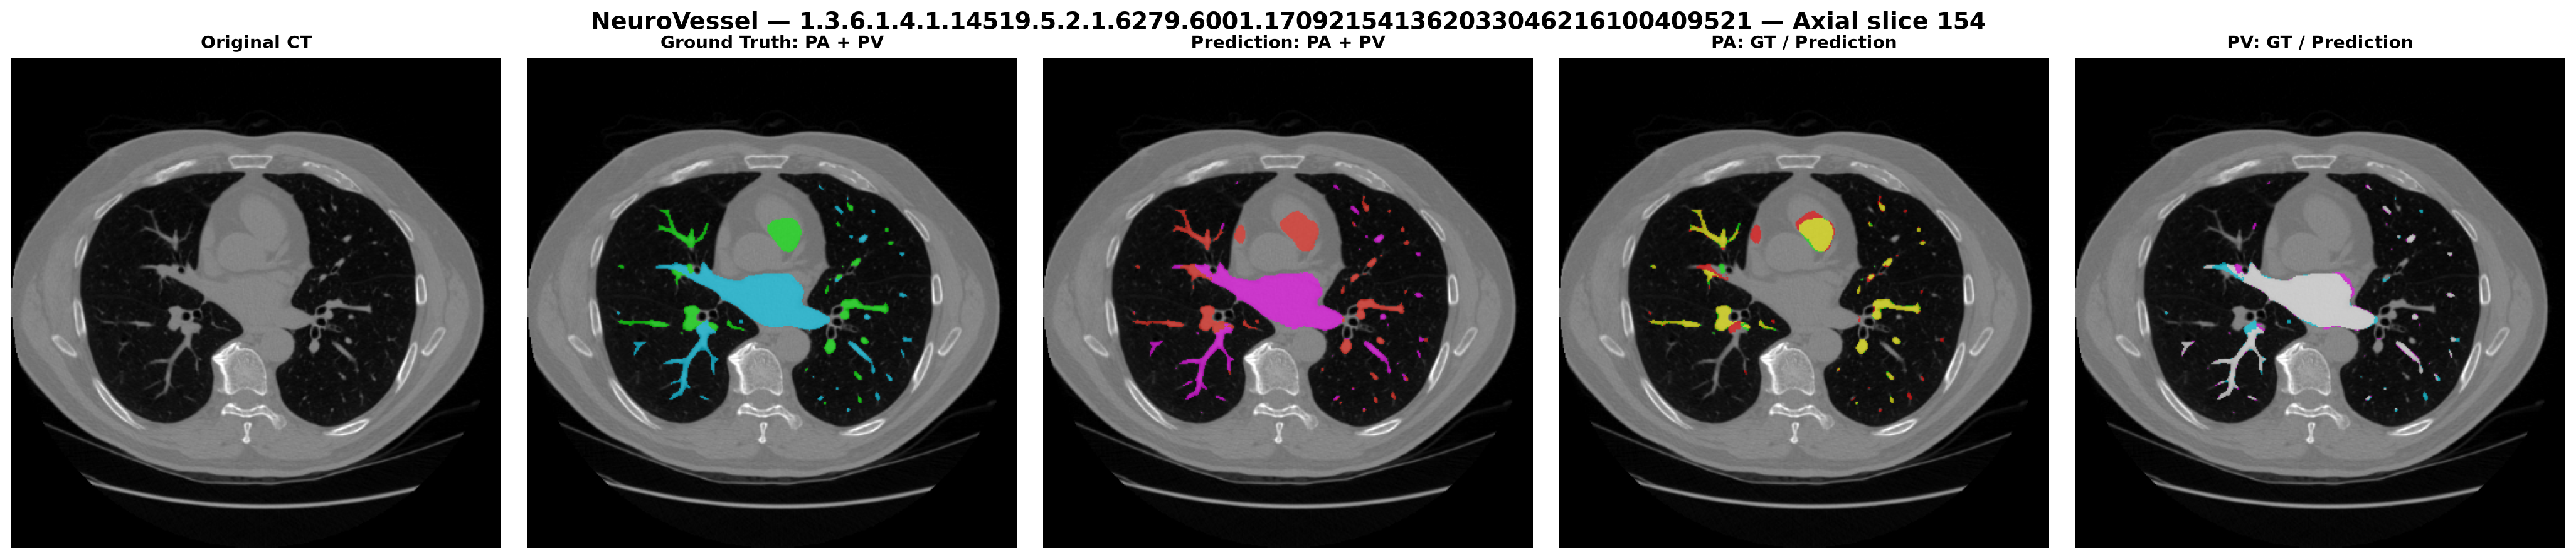 NeuroVessel — 1.3.6.1.4.1.14519.5.2.1.6279.6001.170921541362033046216100409521 — Axial slice 154
Original CT
Ground Truth: PA + PV
Prediction: PA + PV
PA: GT / Prediction
PV: GT / Prediction